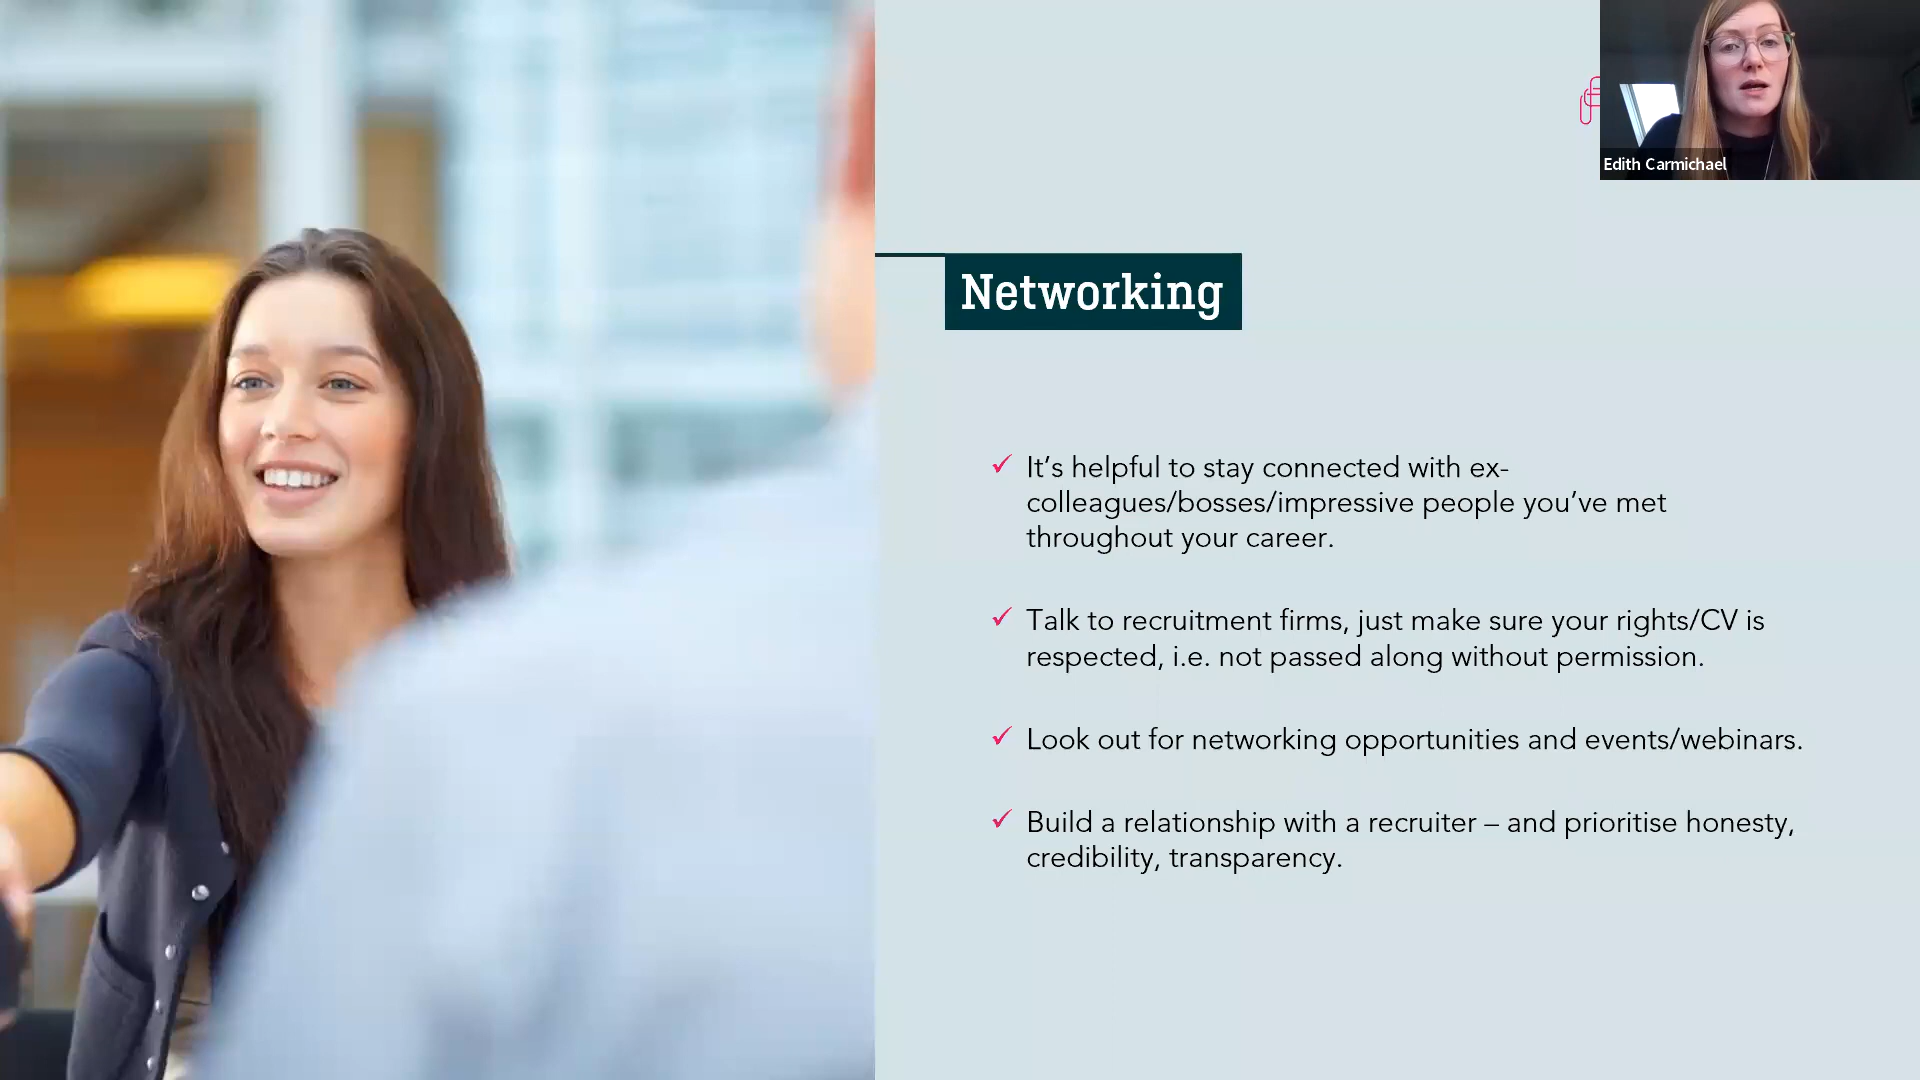 Edith Carmichael
Networking
It’s helpful to stay connected with ex-
colleagues/bosses/impressive people you’ve met
throughout your career.
Talk to recruitment firms, just make sure your rights/CV is
respected, i.e. not passed along without permission.
Look out for networking opportunities and events/webinars.
Build a relationship with a recruiter – and prioritise honesty,
credibility, transparency.